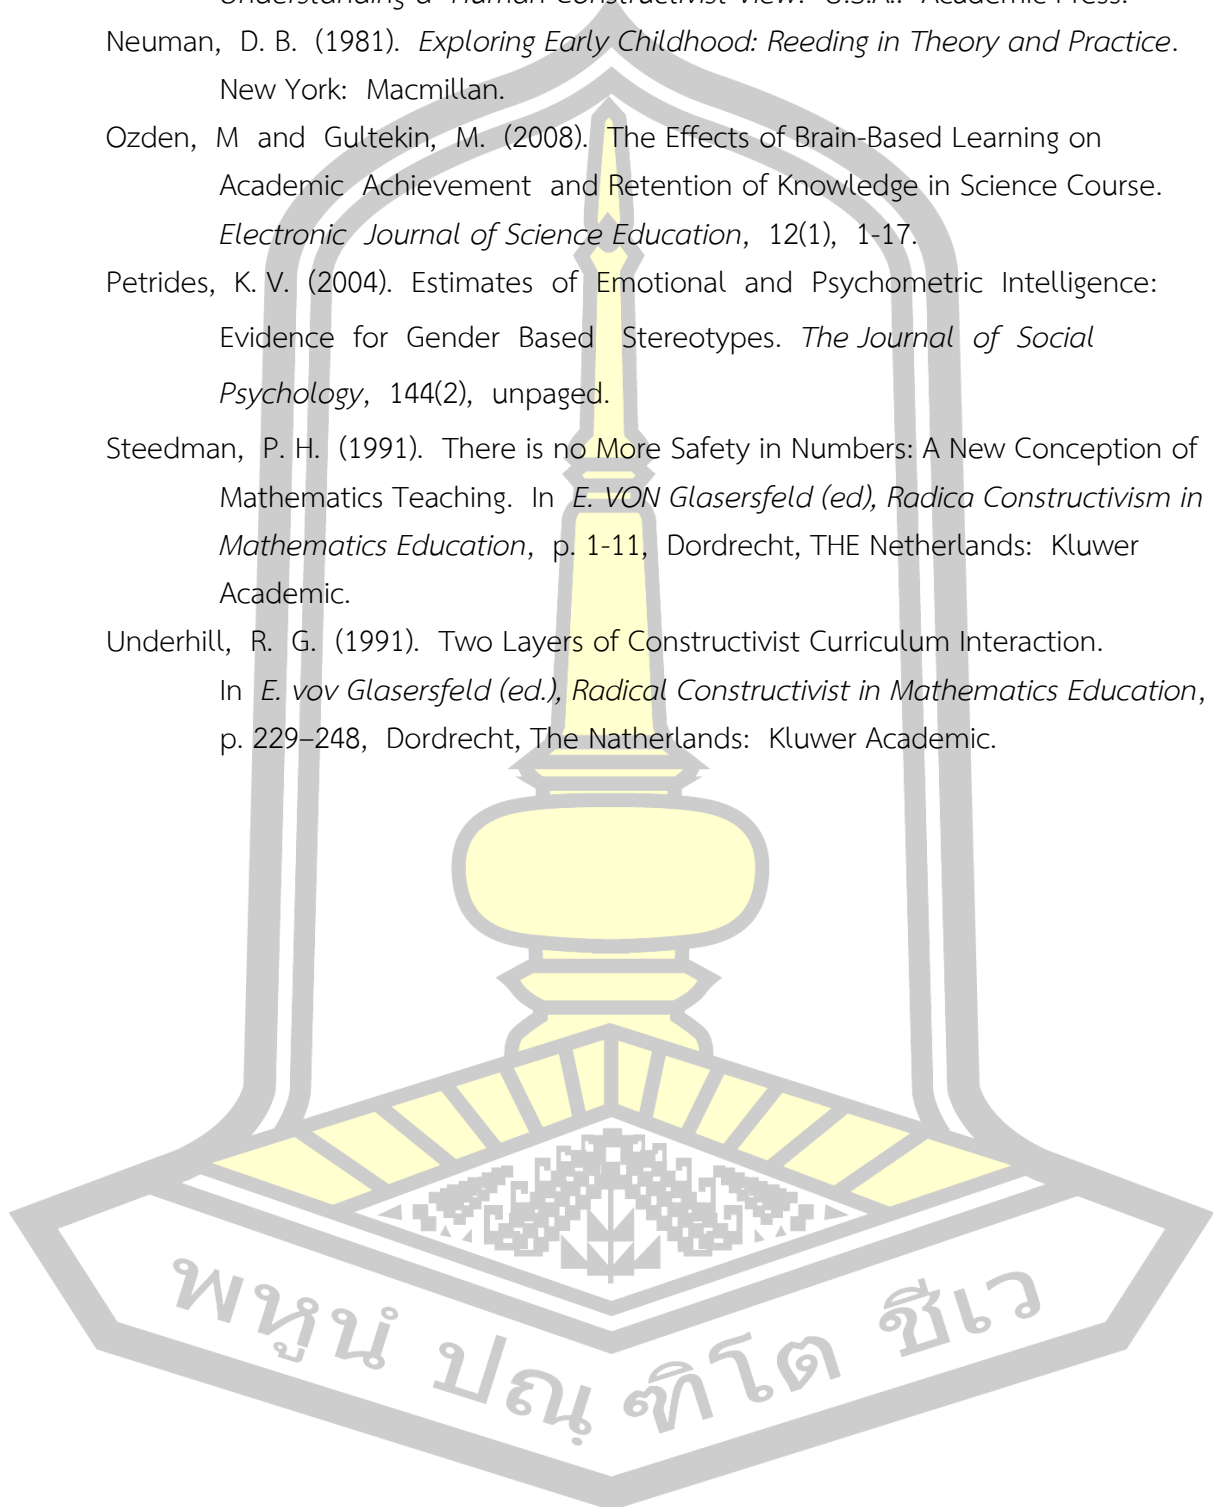 Understanding a Human Constructivist View. U.S.A.: Academic Press.
Neuman, D. B. (1981). Exploring Early Childhood: Reeding in Theory and Practice.
New York: Macmillan.
Ozden, M and Gultekin, M. (2008). The Effects of Brain-Based Learning on
Academic Achievement and Retention of Knowledge in Science Course.
Electronic Journal of Science Education, 12(1), 1-17.
Petrides, K. V. (2004). Estimates of Emotional and Psychometric Intelligence:
Evidence for Gender Based Stereotypes. The Journal of Social
Psychology, 144(2), unpaged.
Steedman, P. H. (1991). There is no More Safety in Numbers: A New Conception of
Mathematics Teaching. In E. VON Glasersfeld (ed), Radica Constructivism in
Mathematics Education, p. 1-11, Dordrecht, THE Netherlands: Kluwer
Academic.
Underhill, R. G. (1991). Two Layers of Constructivist Curriculum Interaction.
In E. vov Glasersfeld (ed.), Radical Constructivist in Mathematics Education,
p. 229–248, Dordrecht, The Natherlands: Kluwer Academic.
พหูนํ ปณฺฑิโต ชีเว